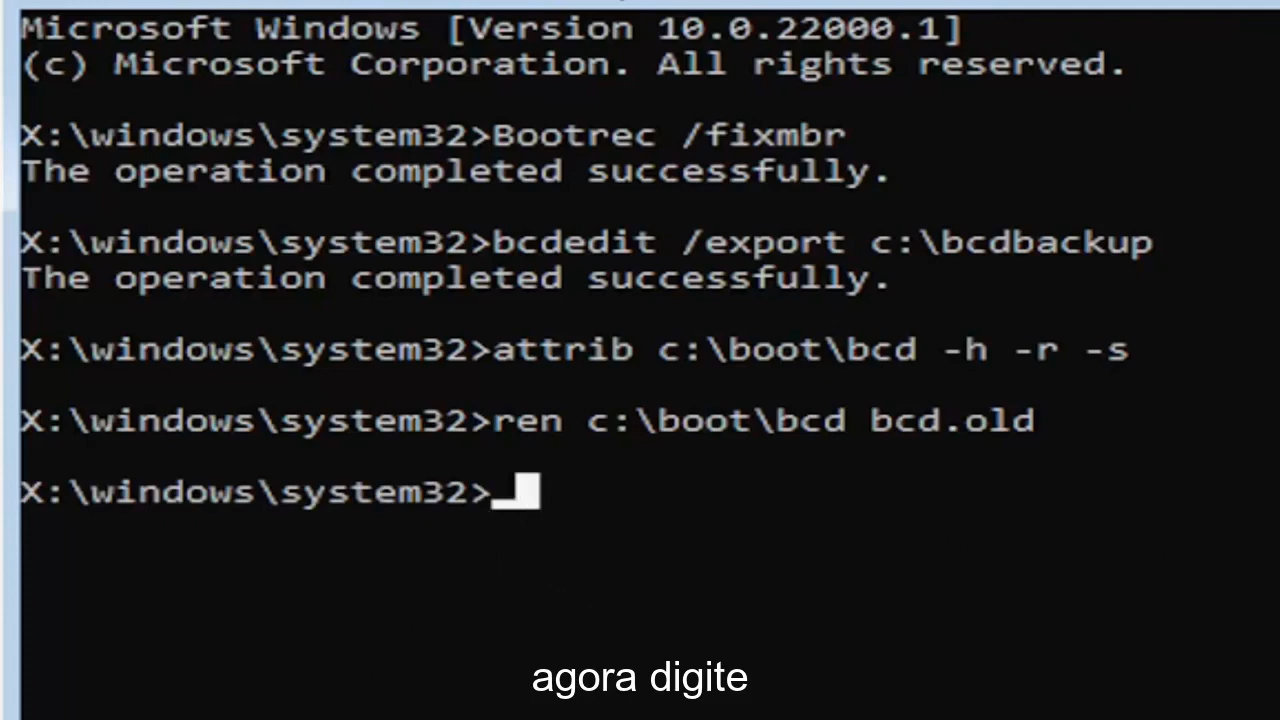 Microsoft Windows [Version 10.0.22000.1]
(c) Microsoft Corporation. All rights reserved.
X:\windows\system32>Bootrec /fixmbr
The operation completed successfully.
X:\windows\system32>bcdedit /export c:\bcdbackup
The operation completed successfully.
X:\windows\system32>attrib c:\boot\bcd -h -r -s
X:\windows\system32>ren c:\boot\bcd bcd.old
X:\windows\system32>
agora digite